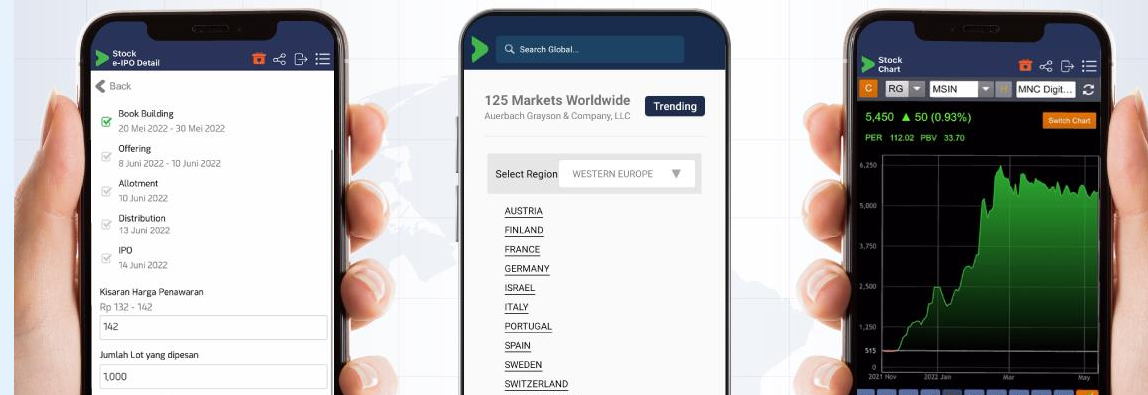 Stock
e-IPO Detail
Back
Book Building
20 Mei 2022 - 30 Mei 2022
Offering
8 Juni 2022 - 10 Juni 2022
Allotment
10 Juni 2022
Distribution
13 Juni 2022
IPO
14 Juni 2022
Kisaran Harga Penawaran
Rp 132 - 142
142
Jumlah Lot yang dipesan
1,000
Search Global...
125 Markets Worldwide
Auerbach Grayson & Company, LLC
Trending
Select Region
WESTERN EUROPE
AUSTRIA
FINLAND
FRANCE
GERMANY
ISRAEL
ITALY
PORTUGAL
SPAIN
SWEDEN
SWITZERLAND
Stock
Chart
C RG MSIN H MNC Digit...
5,450 ▲ 50 (0.93%)
Switch Chart
PER 112.02 PBV 33.70
6,250
5,000
3,750
2,500
1,250
515
0
2021 Nov 2022 Jan Mar May